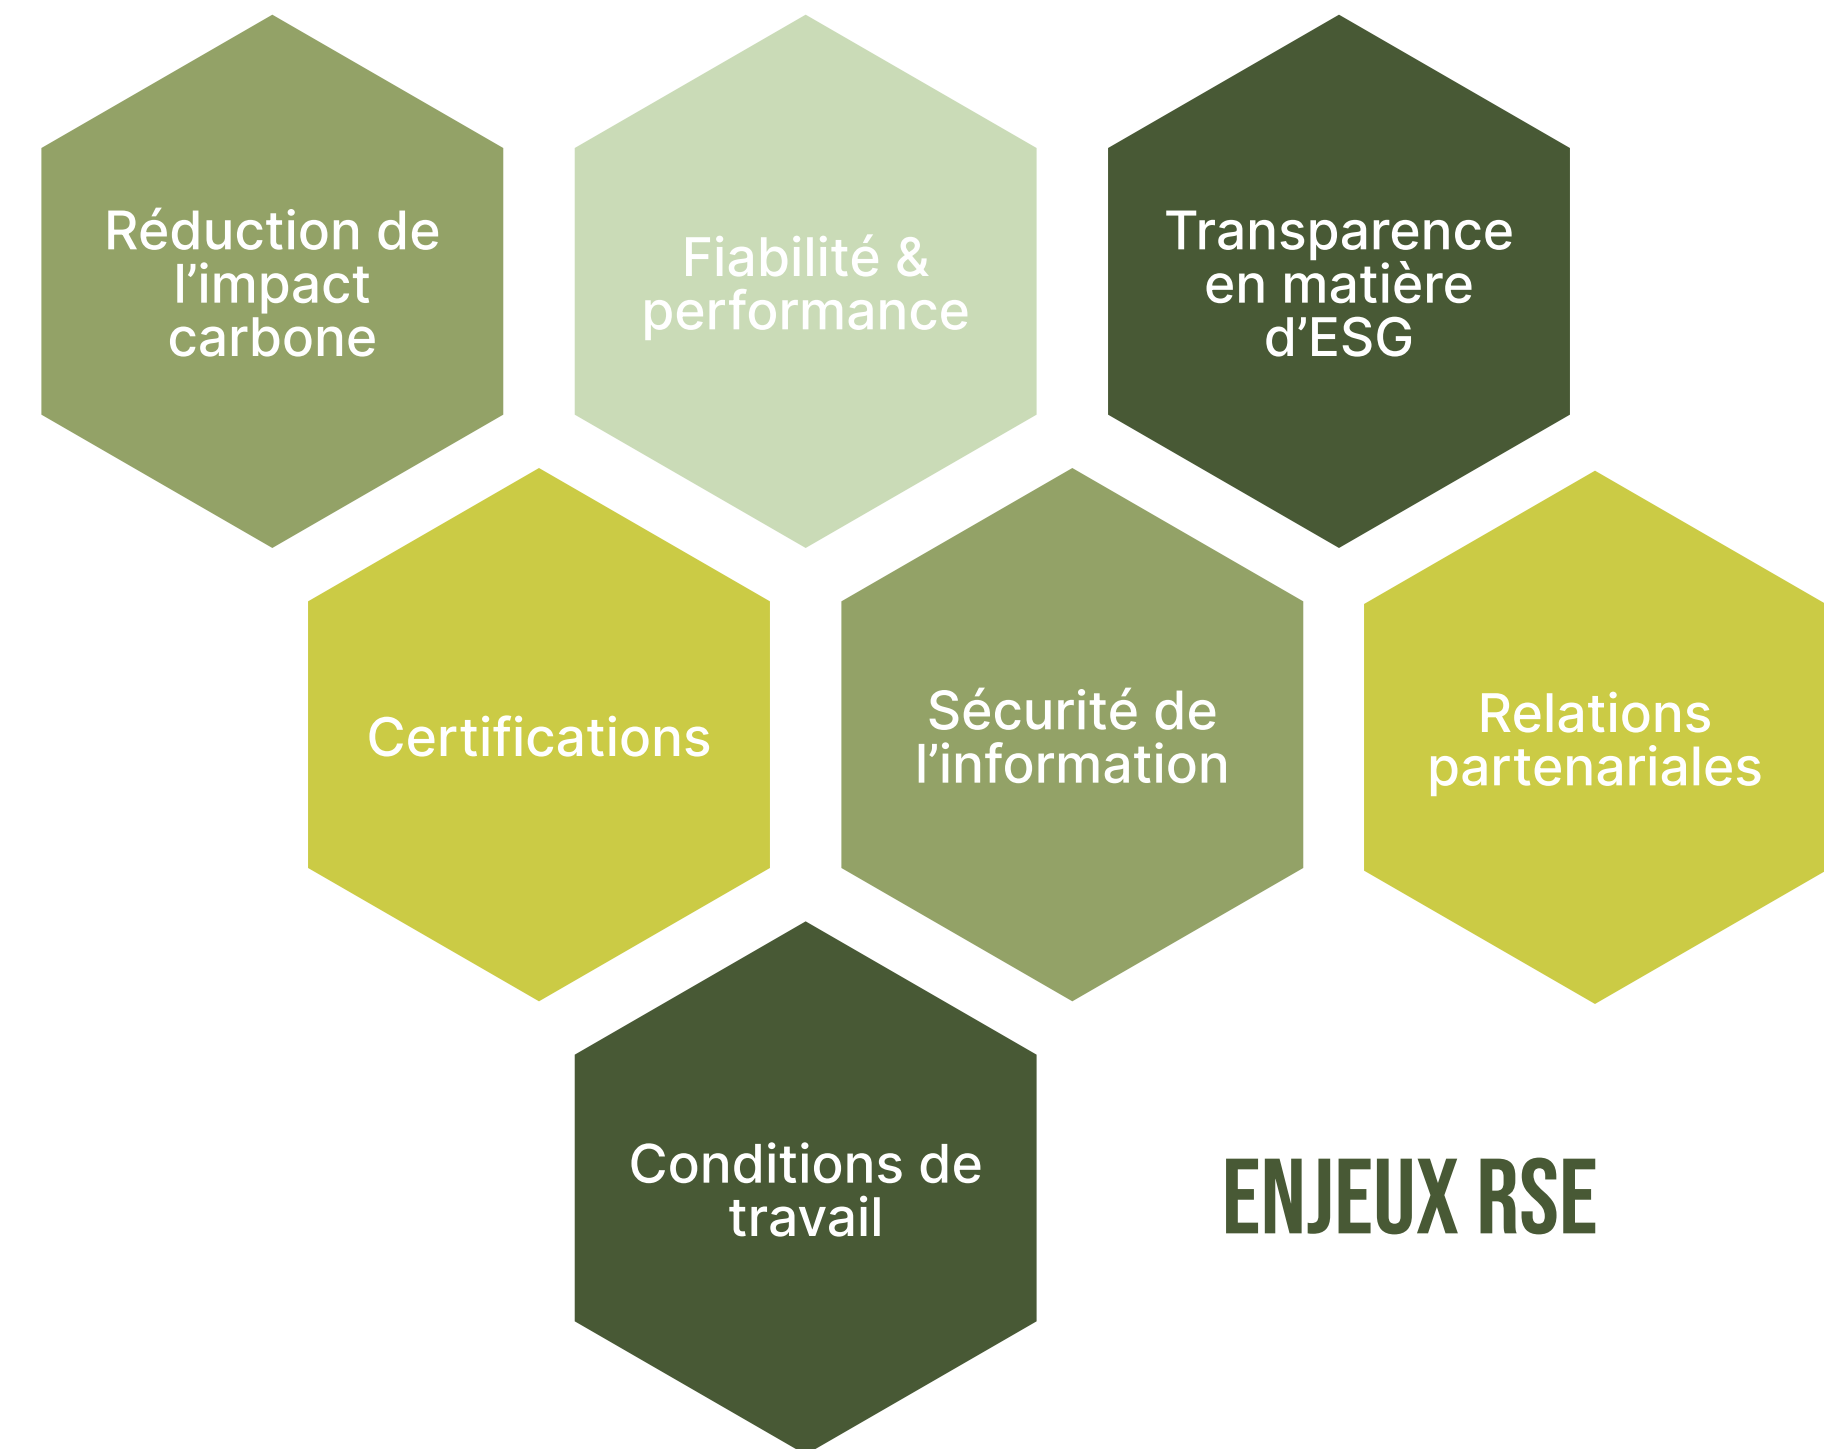 Réduction de
l’impact
carbone
Fiabilité &
performance
Transparence
en matière
d’ESG
Certifications
Sécurité de
l’information
Relations
partenariales
Conditions de
travail
ENJEUX RSE